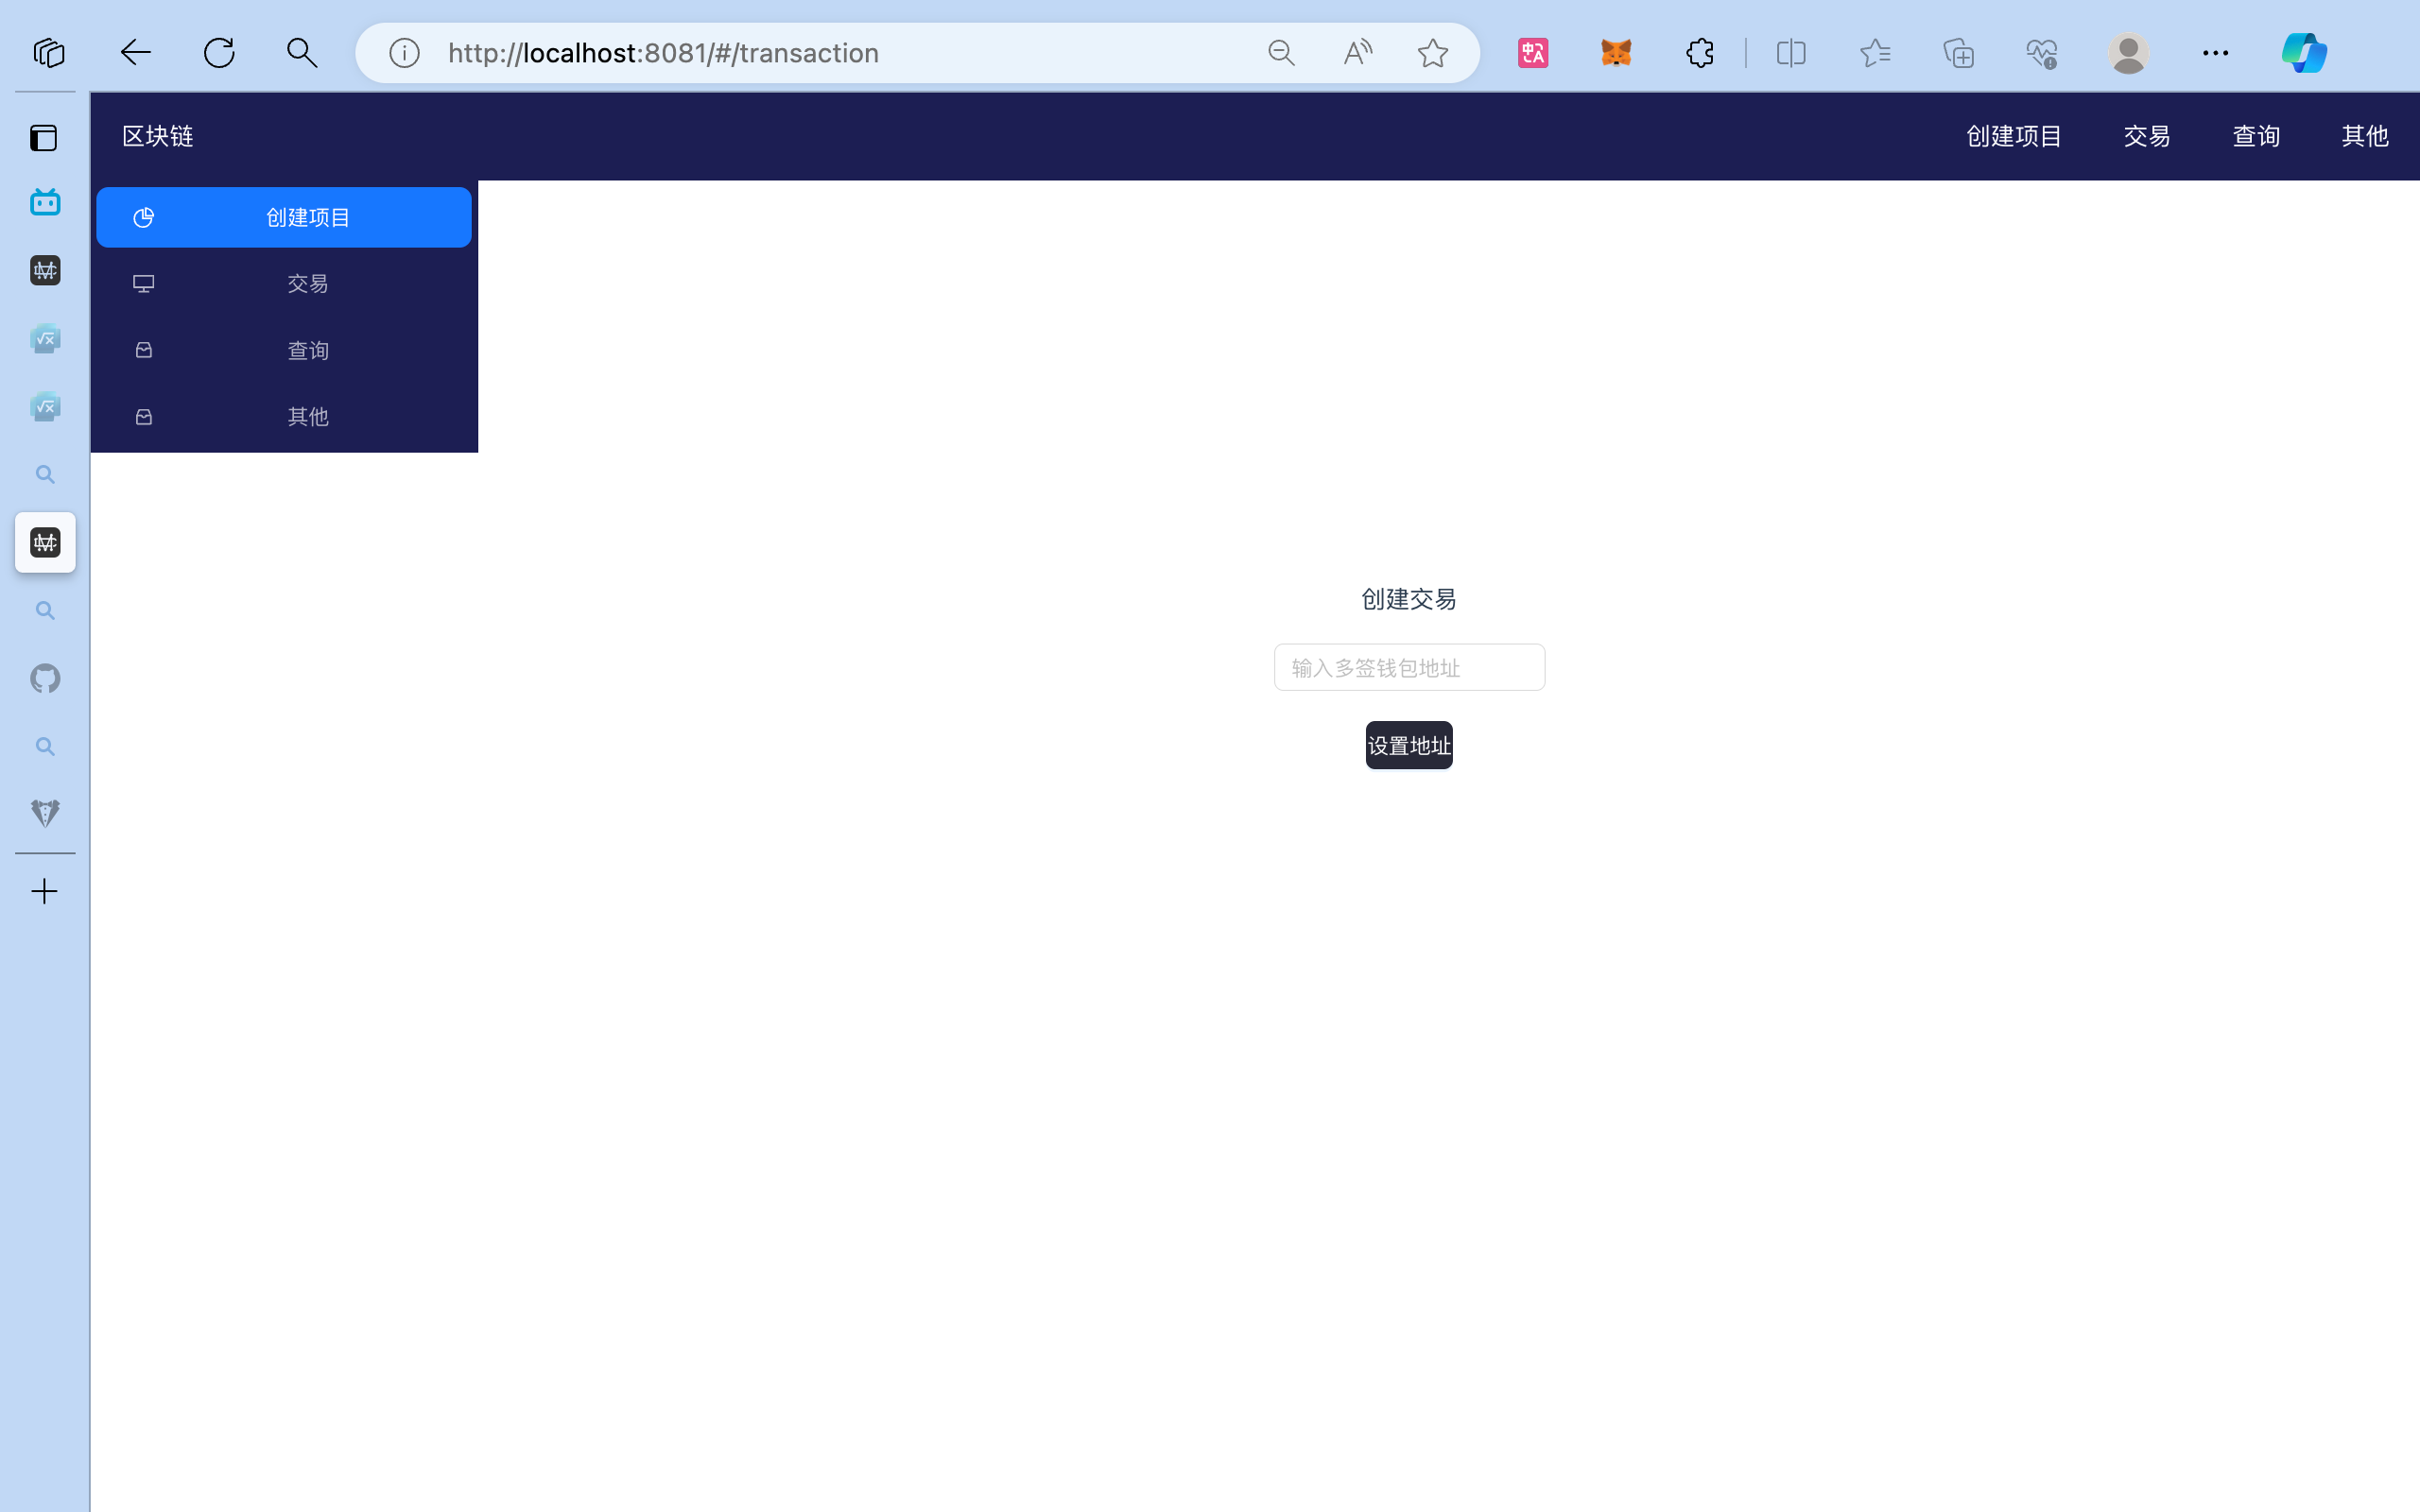 http://localhost:8081/#/transaction
区块链
创建项目 交易 查询 其他
创建项目
交易
查询
其他
创建交易
输入多签钱包地址
设置地址